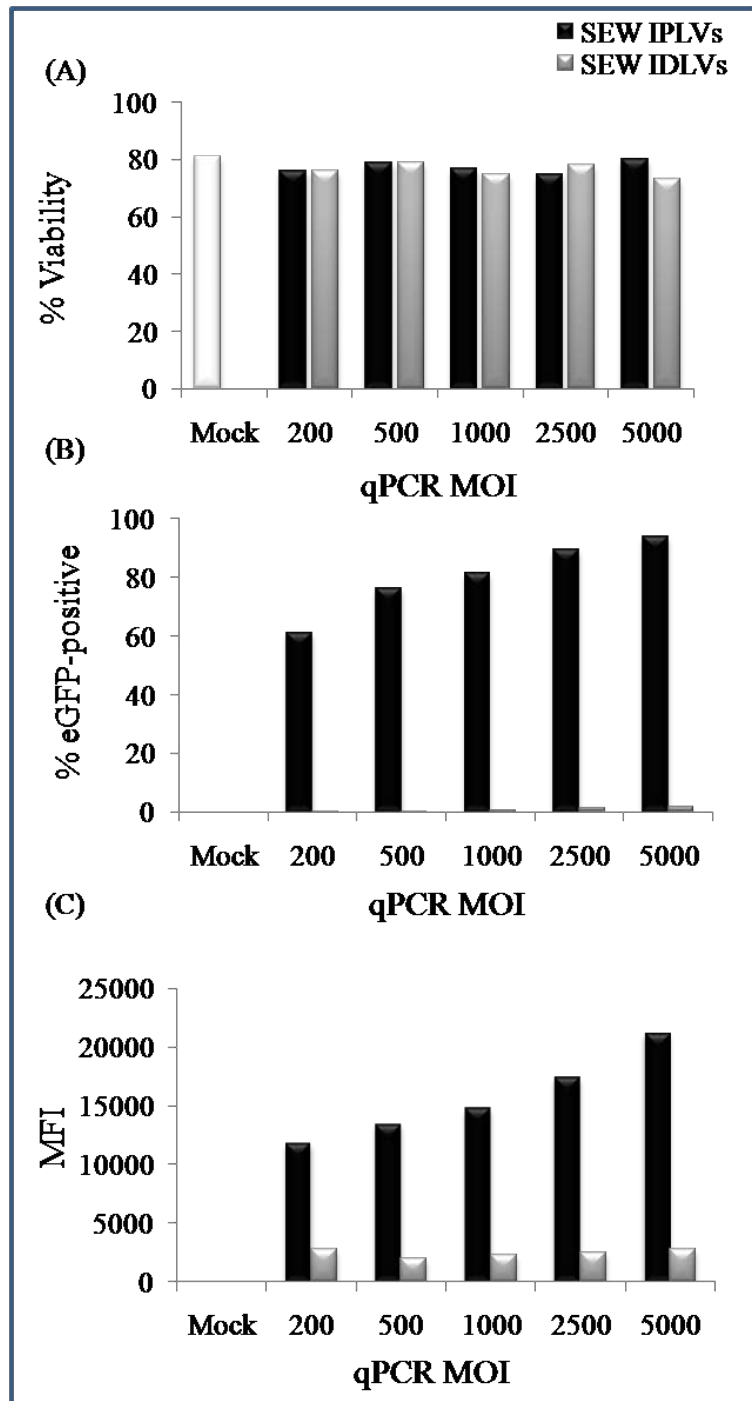 SEW IPLVs
SEW IDLVs
(A)
% Viability
100
80
60
40
20
0
Mock 200 500 1000 2500 5000
qPCR MOI
(B)
% eGFP-positive
100
80
60
40
20
0
Mock 200 500 1000 2500 5000
qPCR MOI
(C)
MFI
25000
20000
15000
10000
5000
0
Mock 200 500 1000 2500 5000
qPCR MOI